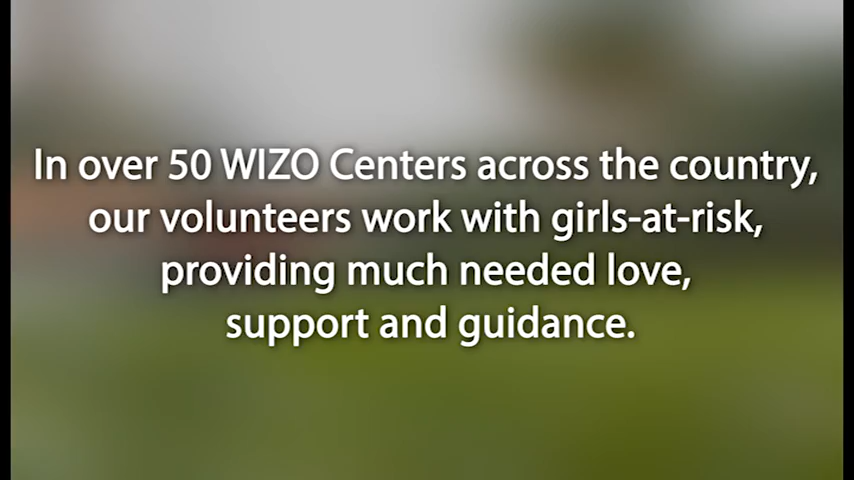 In over 50 WIZO Centers across the country,
our volunteers work with girls-at-risk,
providing much needed love,
support and guidance.